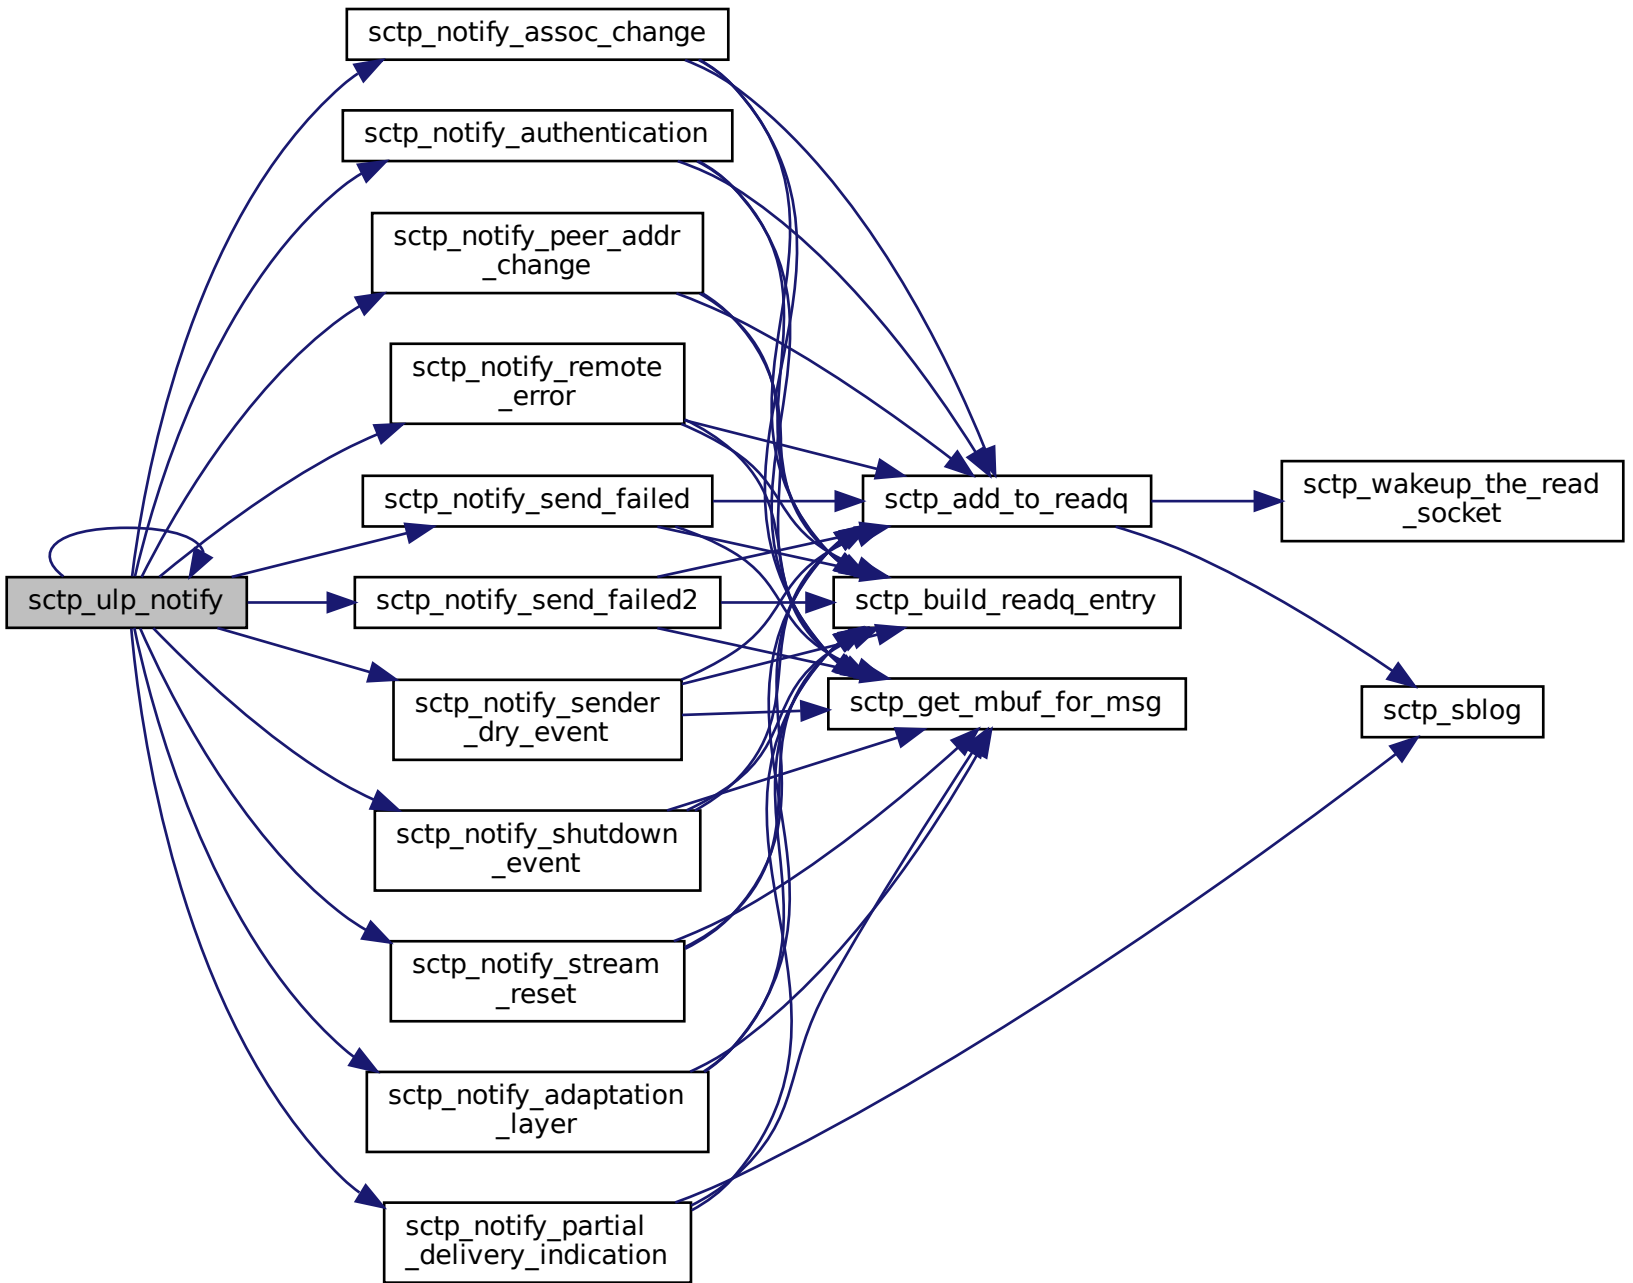 sctp_notify_assoc_change
sctp_notify_authentication
sctp_notify_peer_addr
_change
sctp_notify_remote
_error
sctp_notify_send_failed
sctp_ulp_notify
sctp_notify_send_failed2
sctp_notify_sender
_dry_event
sctp_notify_shutdown
_event
sctp_notify_stream
_reset
sctp_notify_adaptation
_layer
sctp_notify_partial
_delivery_indication
sctp_add_to_readq
sctp_build_readq_entry
sctp_get_mbuf_for_msg
sctp_wakeup_the_read
_socket
sctp_sblog